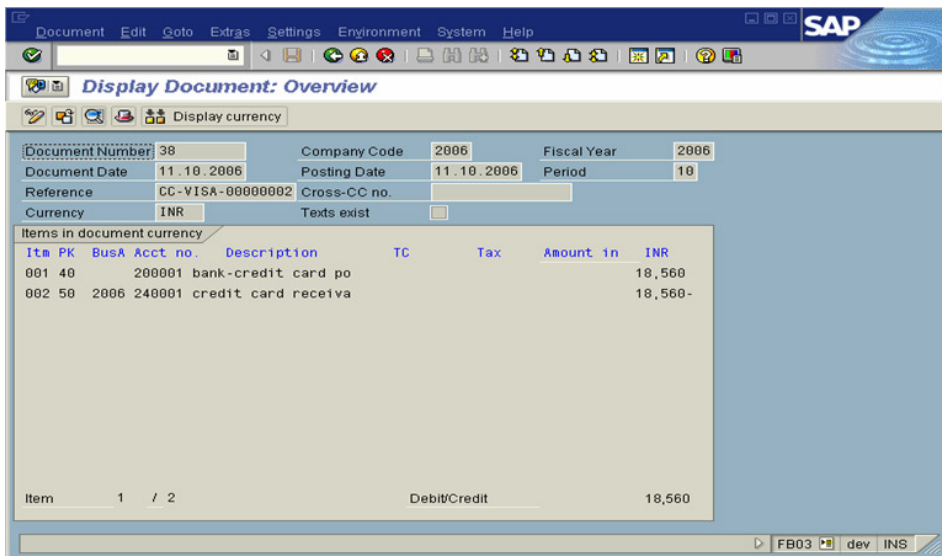 Document Edit Goto Extras Settings Environment System Help
SAP
Display Document: Overview
Display currency
Document Number 38 Company Code 2006 Fiscal Year 2006
Document Date 11.10.2006 Posting Date 11.10.2006 Period 10
Reference CC-VISA-00000002 Cross-CC no.
Currency INR Texts exist
Items in document currency
Itm PK BusA Acct no. Description TC Tax Amount in INR
001 40 200001 bank-credit card po 18,560
002 50 2006 240001 credit card receiva 18,560-
Item 1 / 2 Debit/Credit 18,560
FB03 dev INS